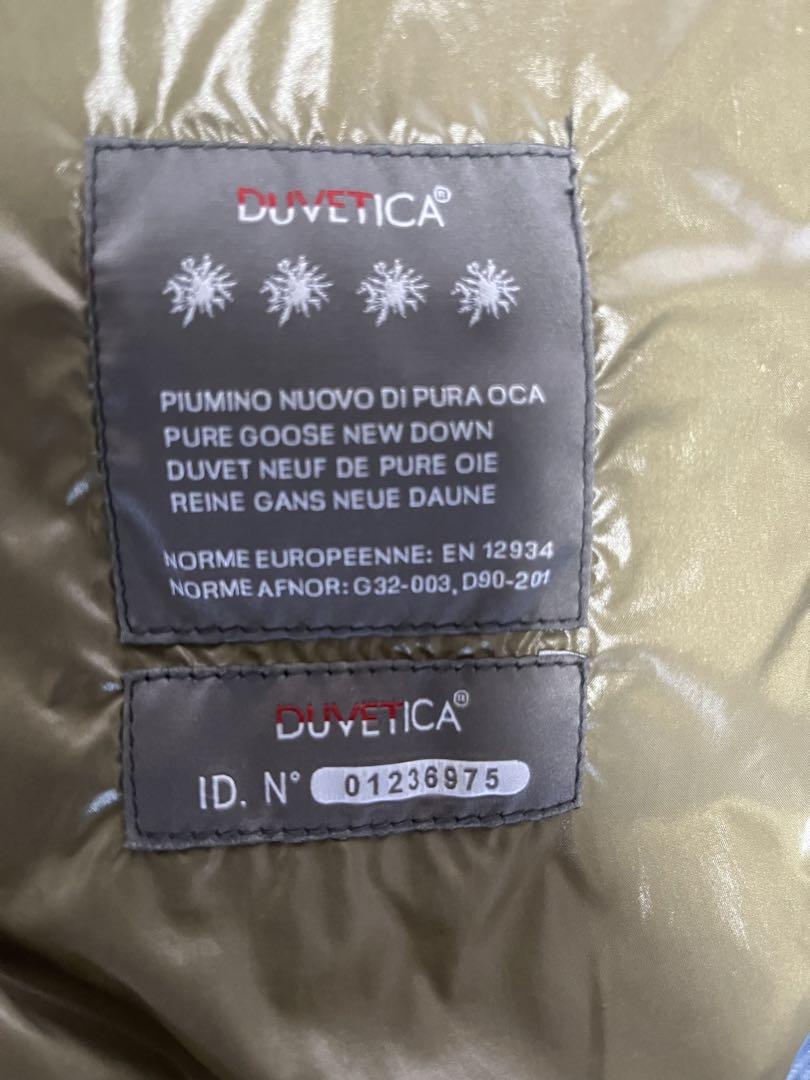 DUVETICA®
PIUMINO NUOVO DI PURA OCA
PURE GOOSE NEW DOWN
DUVET NEUF DE PURE OIE
REINE GANS NEUE DAUNE
NORME EUROPEENNE: EN 12934
NORME AFNOR: G32-003, D90-201
DUVETICA®
ID. N° 01236975